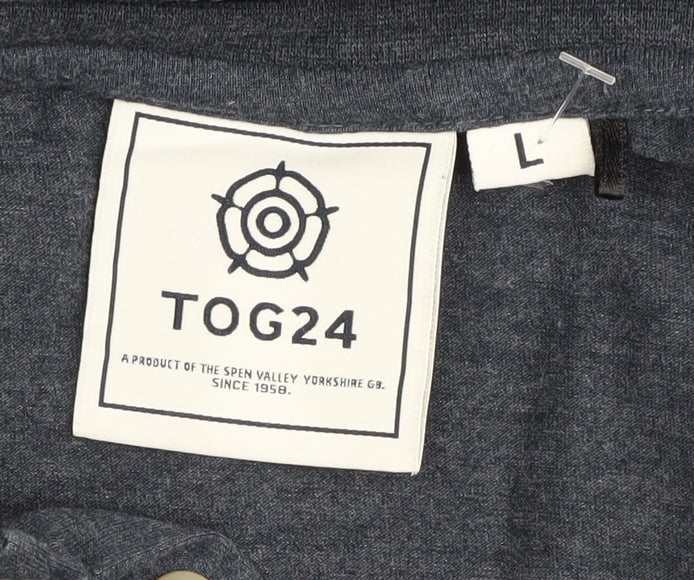 TOG24
A PRODUCT OF THE SPEN VALLEY YORKSHIRE GB.
SINCE 1958.
L